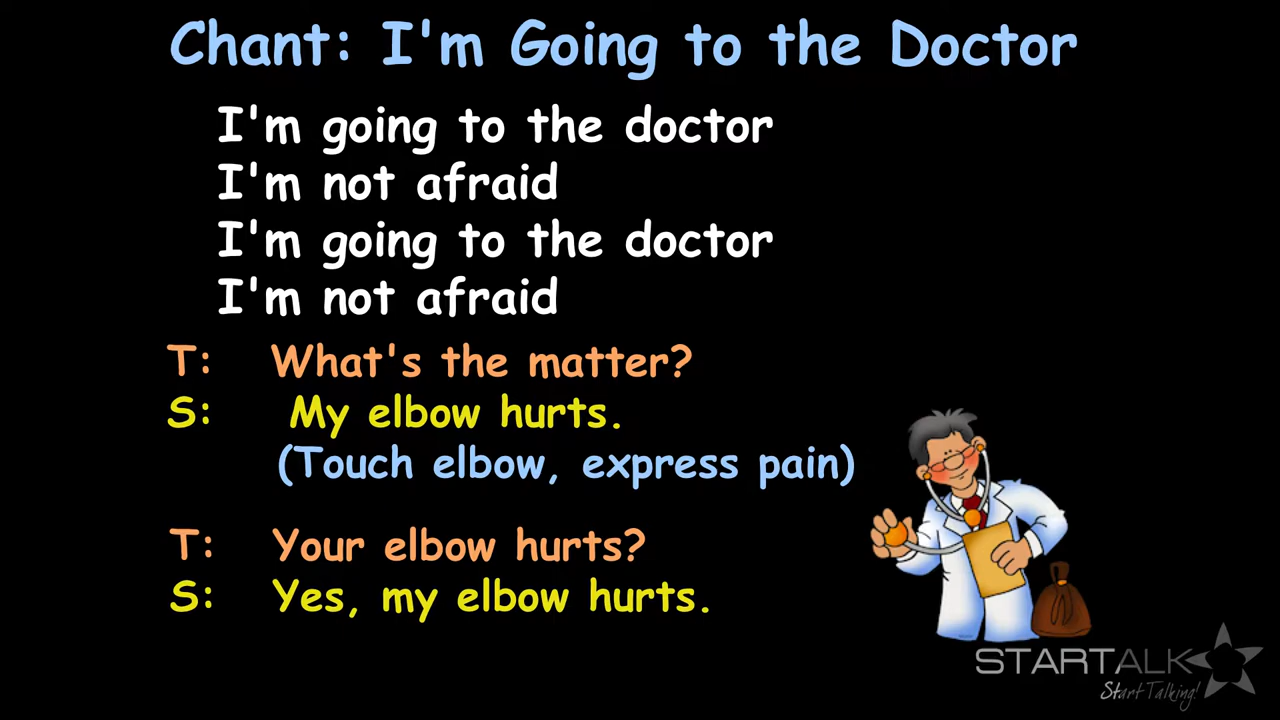 Chant: I'm Going to the Doctor
I'm going to the doctor
I'm not afraid
I'm going to the doctor
I'm not afraid
T: What's the matter?
S: My elbow hurts.
(Touch elbow, express pain)
T: Your elbow hurts?
S: Yes, my elbow hurts.
STARTALK
Start Talking!